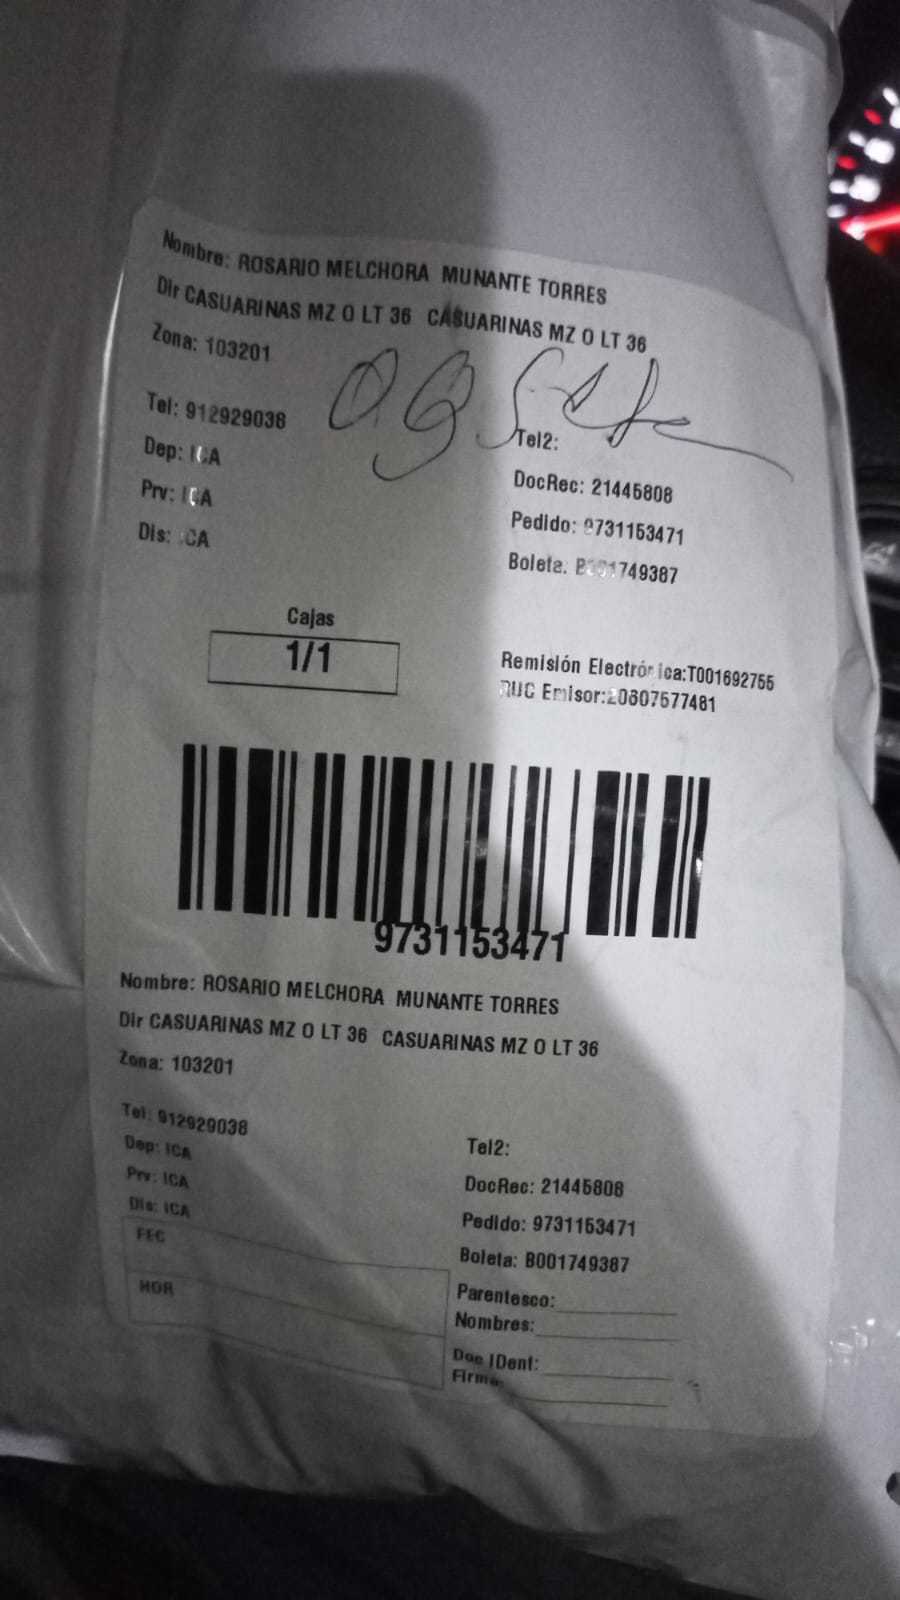 Nombre: ROSARIO MELCHORA MUNANTE TORRES
Dir CASUARINAS MZ O LT 36 CASUARINAS MZ O LT 36
Zona: 103201
Tel: 912929038
Tel2:
Dep: ICA
DocRec: 21445808
Prv: ICA
Pedido: 9731153471
Dis: ICA
Boleta: B001749387
Cajas
1/1
Remisión Electrónica:T001692755
RUC Emisor:20607577481
9731153471
Nombre: ROSARIO MELCHORA MUNANTE TORRES
Dir CASUARINAS MZ O LT 36 CASUARINAS MZ O LT 36
Zona: 103201
Tel: 912929038
Tel2:
Dep: ICA
DocRec: 21445808
Prv: ICA
Pedido: 9731153471
Dis: ICA
Boleta: B001749387
FEC
HOR
Parentesco:
Nombres:
Doc IDent:
Firma: